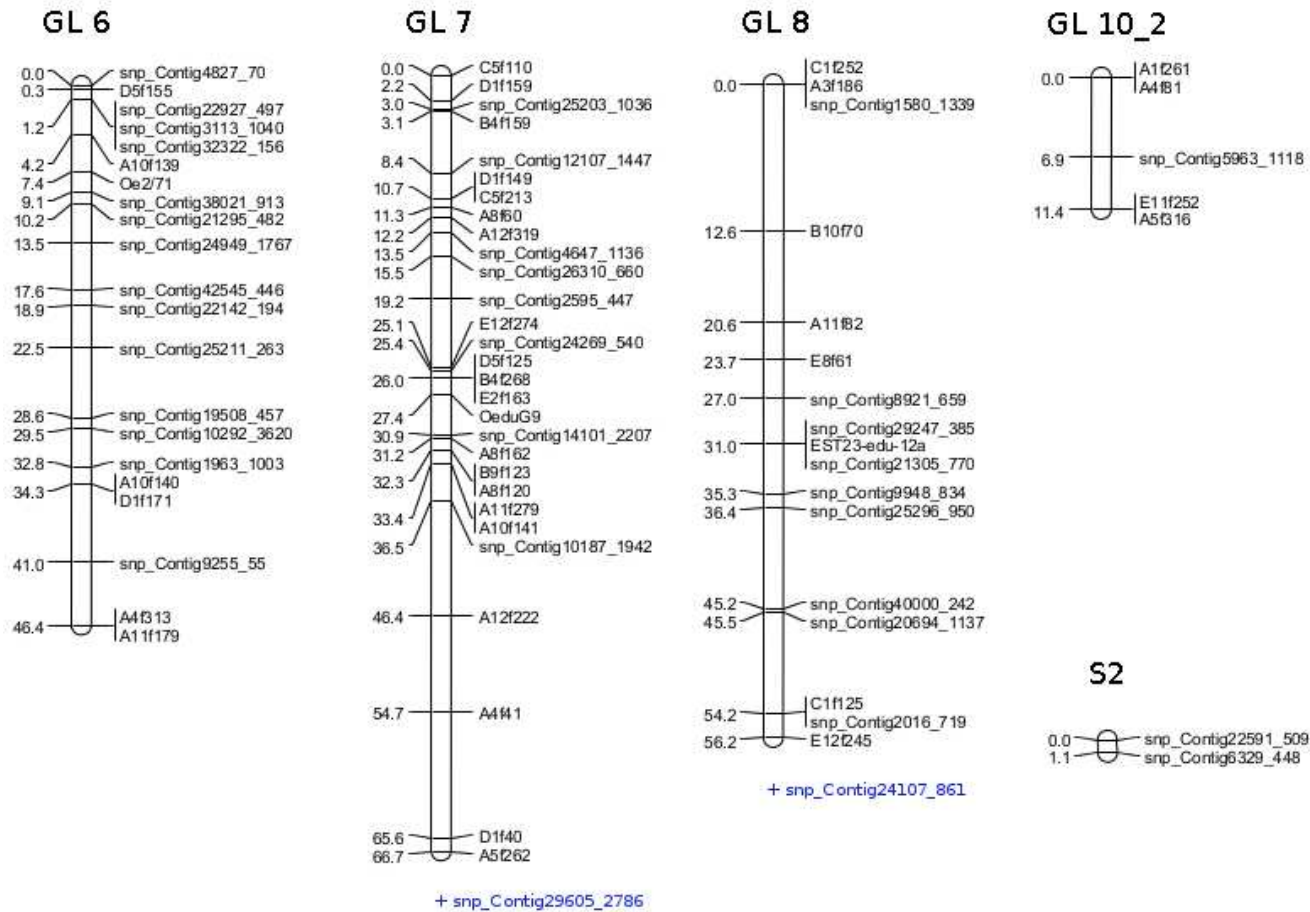 GL 6
0.0 snp_Contig4827_70
0.3 D5f155
snp_Contig22927_497
1.2 snp_Contig3113_1040
snp_Contig32322_156
4.2 A10f139
7.4 Oe2/71
9.1 snp_Contig38021_913
10.2 snp_Contig21295_482
13.5 snp_Contig24949_1767
17.6 snp_Contig42545_446
18.9 snp_Contig22142_194
22.5 snp_Contig25211_263
28.6 snp_Contig19508_457
29.5 snp_Contig10292_3620
32.8 snp_Contig1963_1003
34.3 A10f140
D1f171
41.0 snp_Contig9255_55
46.4 A4f313
A11f179
GL 7
0.0 C5f110
2.2 D1f159
3.0 snp_Contig25203_1036
3.1 B4f159
8.4 snp_Contig12107_1447
10.7 D1f149
C5f213
11.3 A8f60
12.2 A12f319
13.5 snp_Contig4647_1136
15.5 snp_Contig26310_660
19.2 snp_Contig2595_447
25.1 E12f274
25.4 snp_Contig24269_540
D5f125
26.0 B4f268
E2f163
27.4 OeduG9
30.9 snp_Contig14101_2207
31.2 A8f162
32.3 B9f123
A8f120
33.4 A11f279
A10f141
36.5 snp_Contig10187_1942
46.4 A12f222
54.7 A4f41
65.6 D1f40
66.7 A5f262
+ snp_Contig29605_2786
GL 8
C1f252
0.0 A3f186
snp_Contig1580_1339
12.6 B10f70
20.6 A11f82
23.7 E8f61
27.0 snp_Contig8921_659
snp_Contig29247_385
31.0 EST23-edu-12a
snp_Contig21305_770
35.3 snp_Contig9948_834
36.4 snp_Contig25296_950
45.2 snp_Contig40000_242
45.5 snp_Contig20694_1137
54.2 C1f125
snp_Contig2016_719
56.2 E12f245
+ snp_Contig24107_861
GL 10_2
0.0 A1f261
A4f81
6.9 snp_Contig5963_1118
11.4 E11f252
A5f316
S2
0.0 snp_Contig22591_509
1.1 snp_Contig6329_448